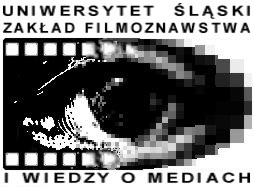 UNIWERSYTET ŚLĄSKI
ZAKŁAD FILMOZNAWSTWA
I WIEDZY O MEDIACH